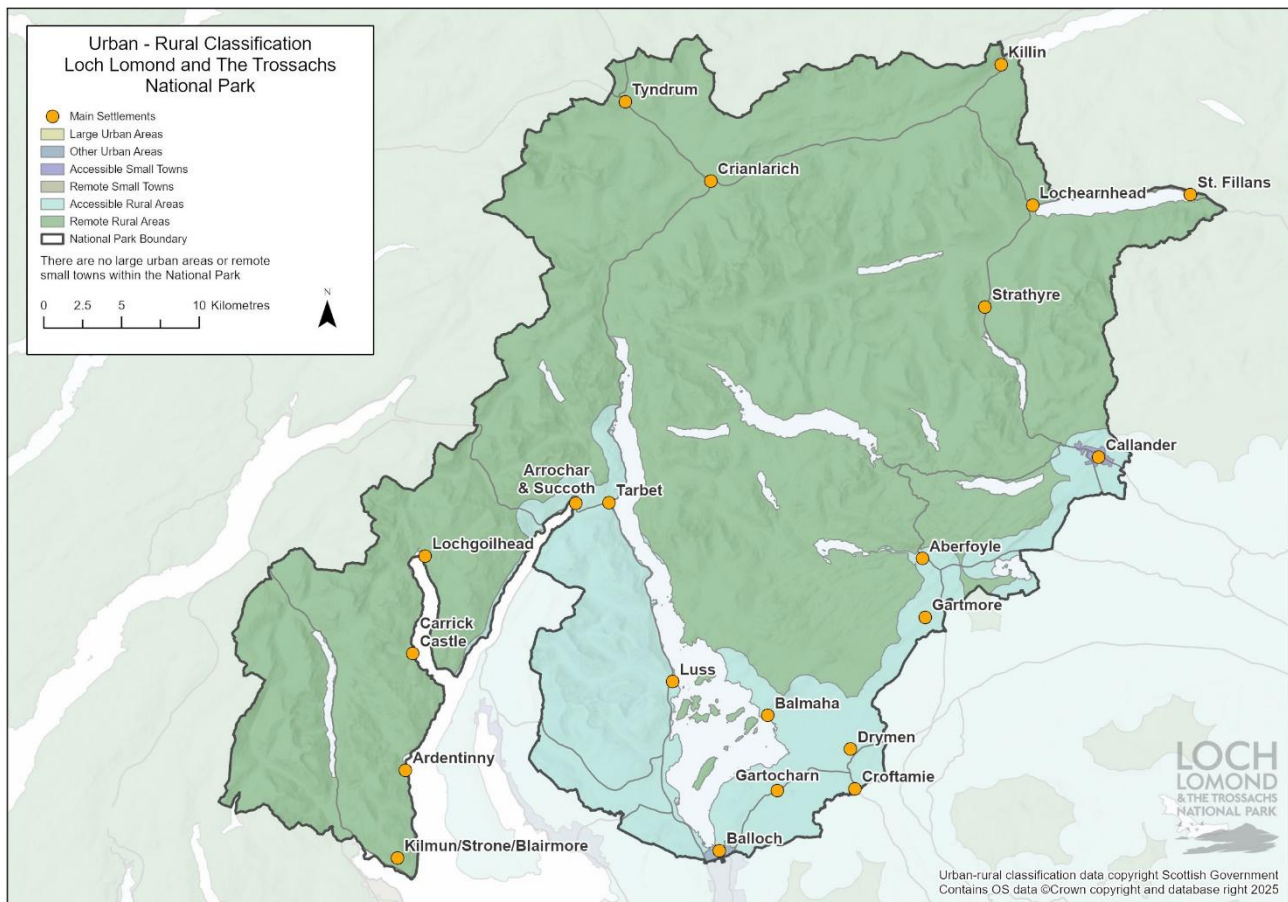 Urban - Rural Classification
Loch Lomond and The Trossachs
National Park
Main Settlements
Large Urban Areas
Other Urban Areas
Accessible Small Towns
Remote Small Towns
Accessible Rural Areas
Remote Rural Areas
National Park Boundary
There are no large urban areas or remote
small towns within the National Park
0 2.5 5 10 Kilometres
N
Killin
Tyndrum
Crianlarich
St. Fillans
Lochearnhead
Strathyre
Callander
Arrochar
& Succoth
Tarbet
Lochgoilhead
Aberfoyle
Gartmore
Carrick
Castle
Luss
Balmaha
Drymen
Ardentinny
Gartocharn
Croftamie
Balloch
Kilmun/Strone/Blairmore
LOCH
LOMOND
& THE TROSSACHS
NATIONAL PARK
Urban-rural classification data copyright Scottish Government
Contains OS data ©Crown copyright and database right 2025